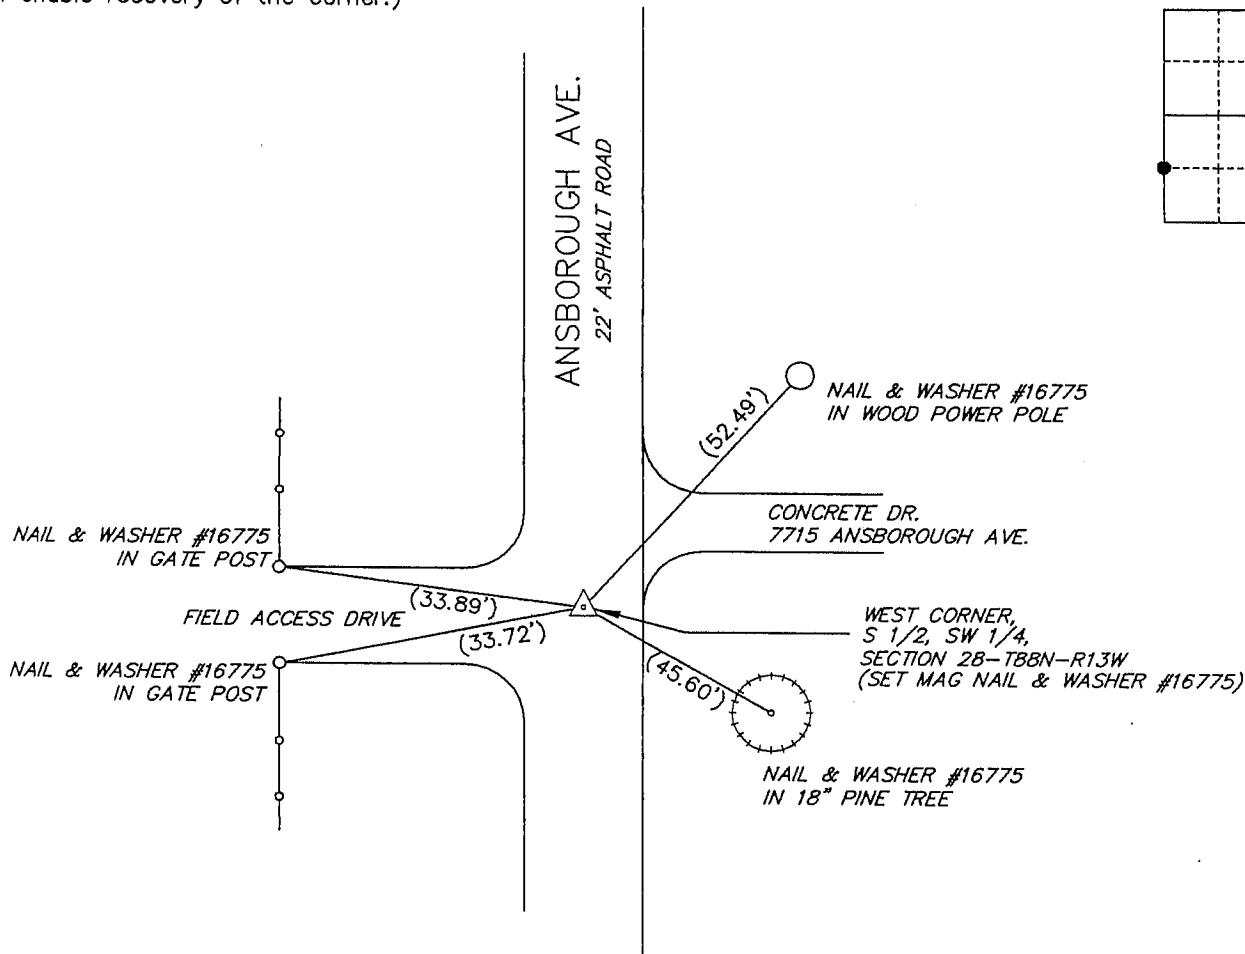 enable recovery of the corner.)
ANSBOROUGH AVE.
22' ASPHALT ROAD
NAIL & WASHER #16775
IN WOOD POWER POLE
(52.49')
CONCRETE DR.
7715 ANSBOROUGH AVE.
NAIL & WASHER #16775
IN GATE POST
(33.89')
FIELD ACCESS DRIVE
(33.72')
NAIL & WASHER #16775
IN GATE POST
WEST CORNER,
S 1/2, SW 1/4,
SECTION 28-T88N-R13W
(SET MAG NAIL & WASHER #16775)
(45.60')
NAIL & WASHER #16775
IN 18" PINE TREE